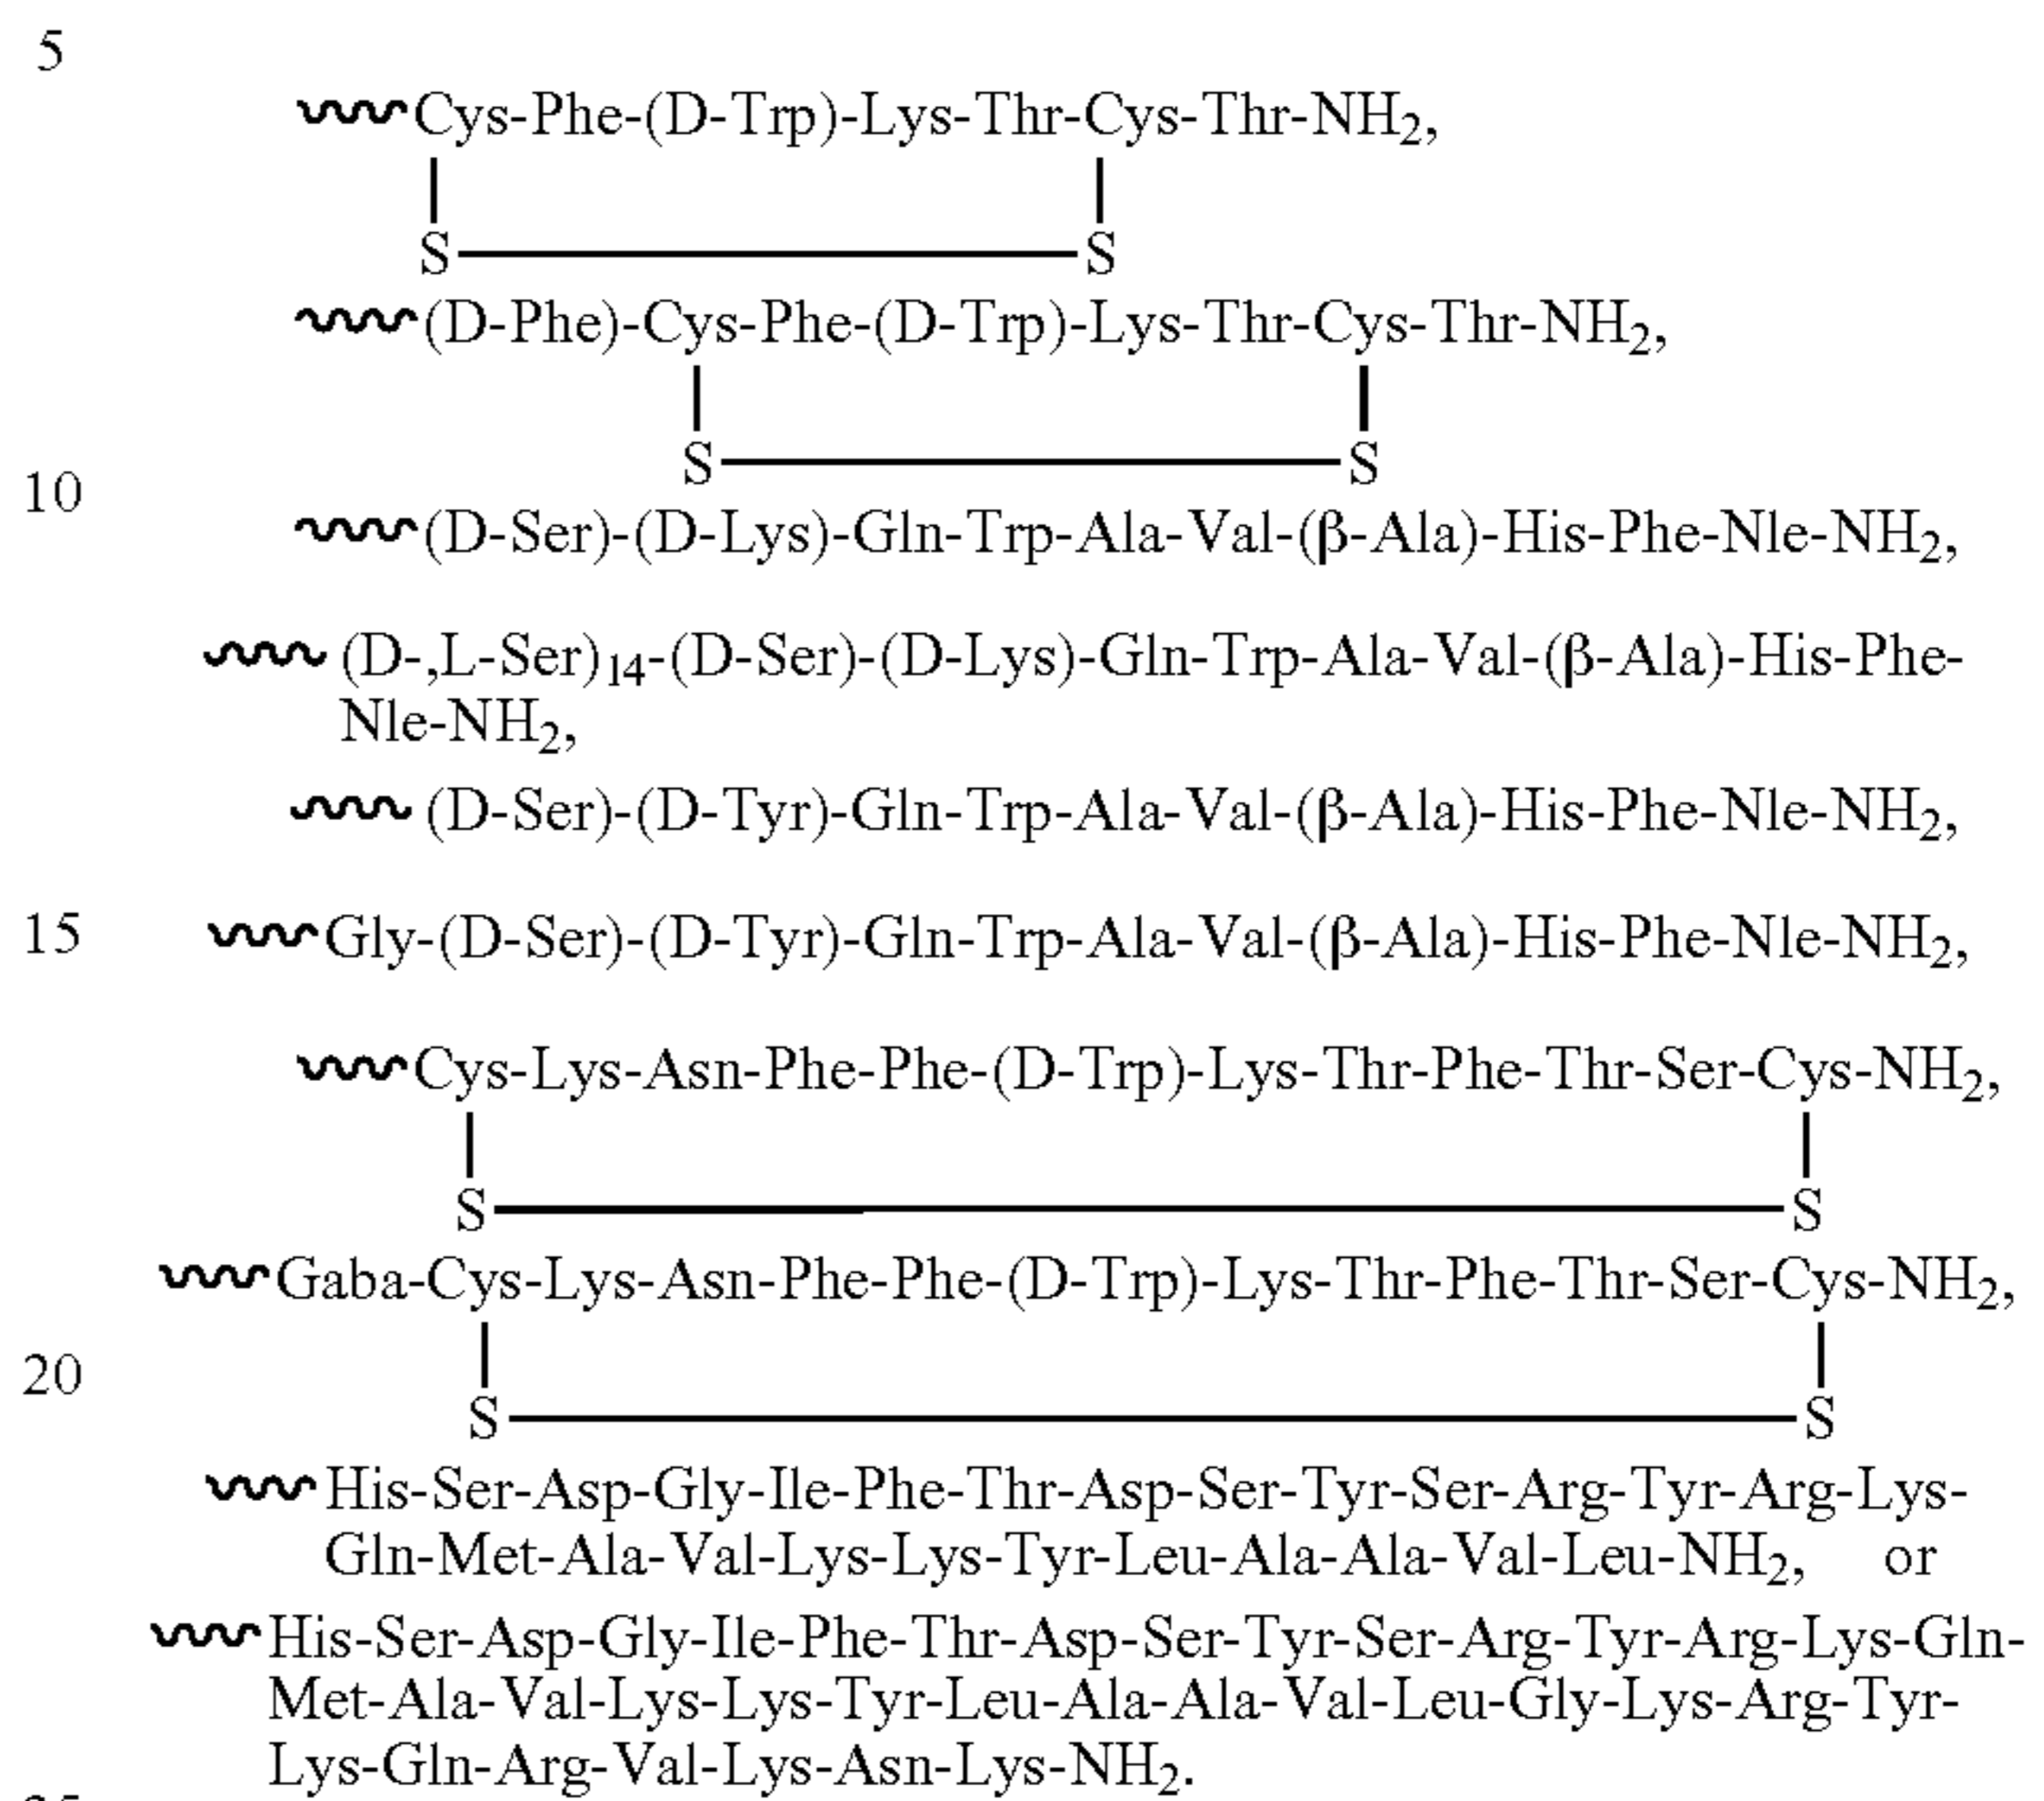 5
Cys-Phe-(D-Trp)-Lys-Thr-Cys-Thr-NH2,
S S
(D-Phe)-Cys-Phe-(D-Trp)-Lys-Thr-Cys-Thr-NH2,
S S
10
(D-Ser)-(D-Lys)-Gln-Trp-Ala-Val-(β-Ala)-His-Phe-Nle-NH2,
(D-,L-Ser)14-(D-Ser)-(D-Lys)-Gln-Trp-Ala-Val-(β-Ala)-His-Phe-
Nle-NH2,
(D-Ser)-(D-Tyr)-Gln-Trp-Ala-Val-(β-Ala)-His-Phe-Nle-NH2,
15 Gly-(D-Ser)-(D-Tyr)-Gln-Trp-Ala-Val-(β-Ala)-His-Phe-Nle-NH2,
Cys-Lys-Asn-Phe-Phe-(D-Trp)-Lys-Thr-Phe-Thr-Ser-Cys-NH2,
S S
Gaba-Cys-Lys-Asn-Phe-Phe-(D-Trp)-Lys-Thr-Phe-Thr-Ser-Cys-NH2,
20
S S
His-Ser-Asp-Gly-Ile-Phe-Thr-Asp-Ser-Tyr-Ser-Arg-Tyr-Arg-Lys-
Gln-Met-Ala-Val-Lys-Lys-Tyr-Leu-Ala-Ala-Val-Leu-NH2, or
His-Ser-Asp-Gly-Ile-Phe-Thr-Asp-Ser-Tyr-Ser-Arg-Tyr-Arg-Lys-Gln-
Met-Ala-Val-Lys-Lys-Tyr-Leu-Ala-Ala-Val-Leu-Gly-Lys-Arg-Tyr-
Lys-Gln-Arg-Val-Lys-Asn-Lys-NH2.